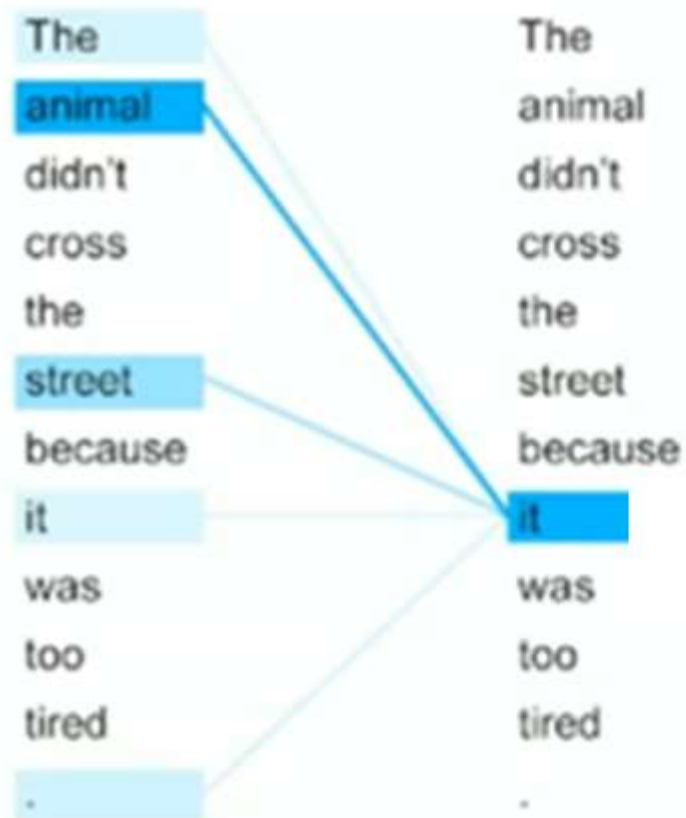 The
animal
didn't
cross
the
street
because
it
was
too
tired
.
The
animal
didn't
cross
the
street
because
it
was
too
tired
.